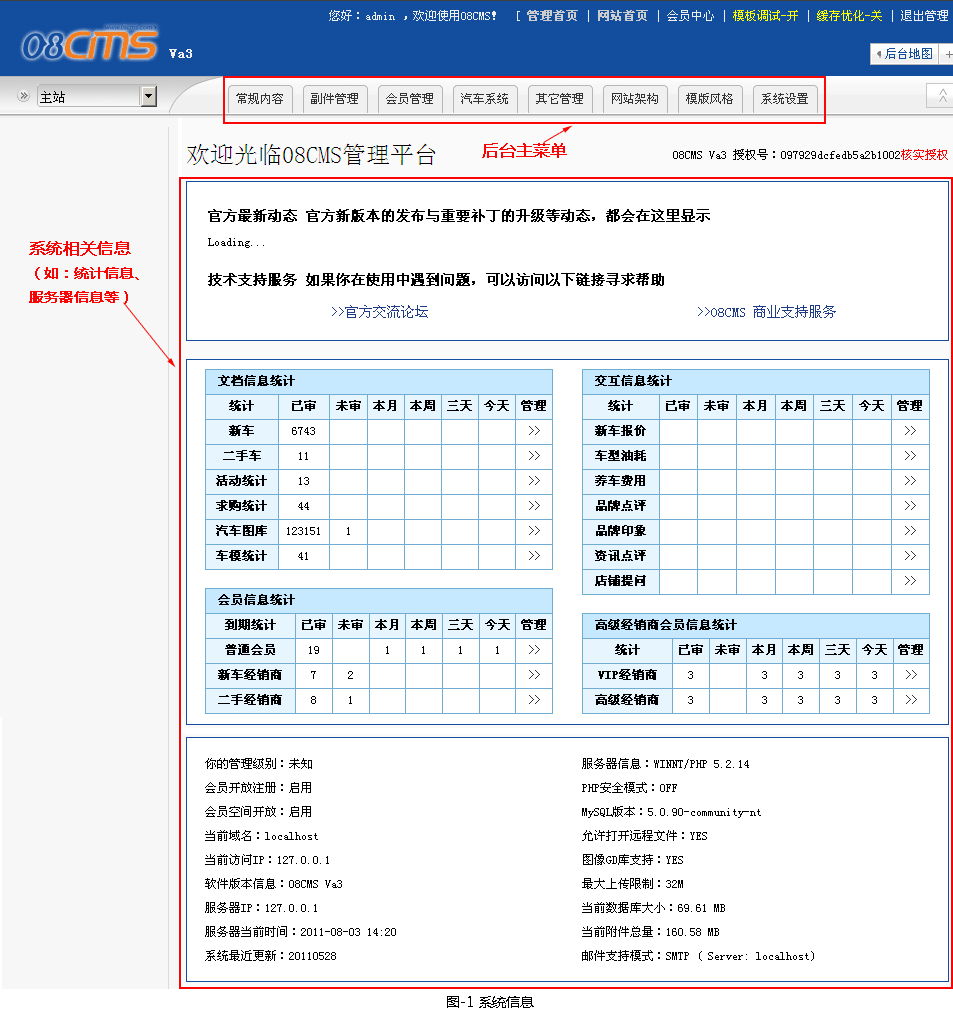 您好：admin ，欢迎使用08CMS! [ 管理首页 | 网站首页 | 会员中心 | 模板调试-开 | 缓存优化-关 | 退出管理
08CMS Va3
后台地图 +
主站
常规内容 副件管理 会员管理 汽车系统 其它管理 网站架构 模版风格 系统设置
后台主菜单
欢迎光临08CMS管理平台
08CMS Va3 授权号：097929dcfedb5a2b1002核实授权
官方最新动态 官方新版本的发布与重要补丁的升级等动态，都会在这里显示
Loading...
系统相关信息
（如：统计信息、
服务器信息等）
技术支持服务 如果你在使用中遇到问题，可以访问以下链接寻求帮助
>>官方交流论坛 >>08CMS 商业支持服务
文档信息统计
统计 已审 未审 本月 本周 三天 今天 管理
新车 6743 >>
二手车 11 >>
活动统计 13 >>
求购统计 44 >>
汽车图库 123151 1 >>
车模统计 41 >>
交互信息统计
统计 已审 未审 本月 本周 三天 今天 管理
新车报价 >>
车型油耗 >>
养车费用 >>
品牌点评 >>
品牌印象 >>
资讯点评 >>
店铺提问 >>
会员信息统计
到期统计 已审 未审 本月 本周 三天 今天 管理
普通会员 19 1 1 1 1 >>
新车经销商 7 2 >>
二手经销商 8 1 >>
高级经销商会员信息统计
统计 已审 未审 本月 本周 三天 今天 管理
VIP经销商 3 3 3 3 3 >>
高级经销商 3 3 3 3 3 >>
你的管理级别：未知
会员开放注册：启用
会员空间开放：启用
当前域名：localhost
当前访问IP：127.0.0.1
软件版本信息：08CMS Va3
服务器IP：127.0.0.1
服务器当前时间：2011-08-03 14:20
系统最近更新：20110528
服务器信息：WINNT/PHP 5.2.14
PHP安全模式：OFF
MySQL版本：5.0.90-community-nt
允许打开远程文件：YES
图像GD库支持：YES
最大上传限制：32M
当前数据库大小：69.61 MB
当前附件总量：160.58 MB
邮件支持模式：SMTP ( Server: localhost)
图-1 系统信息